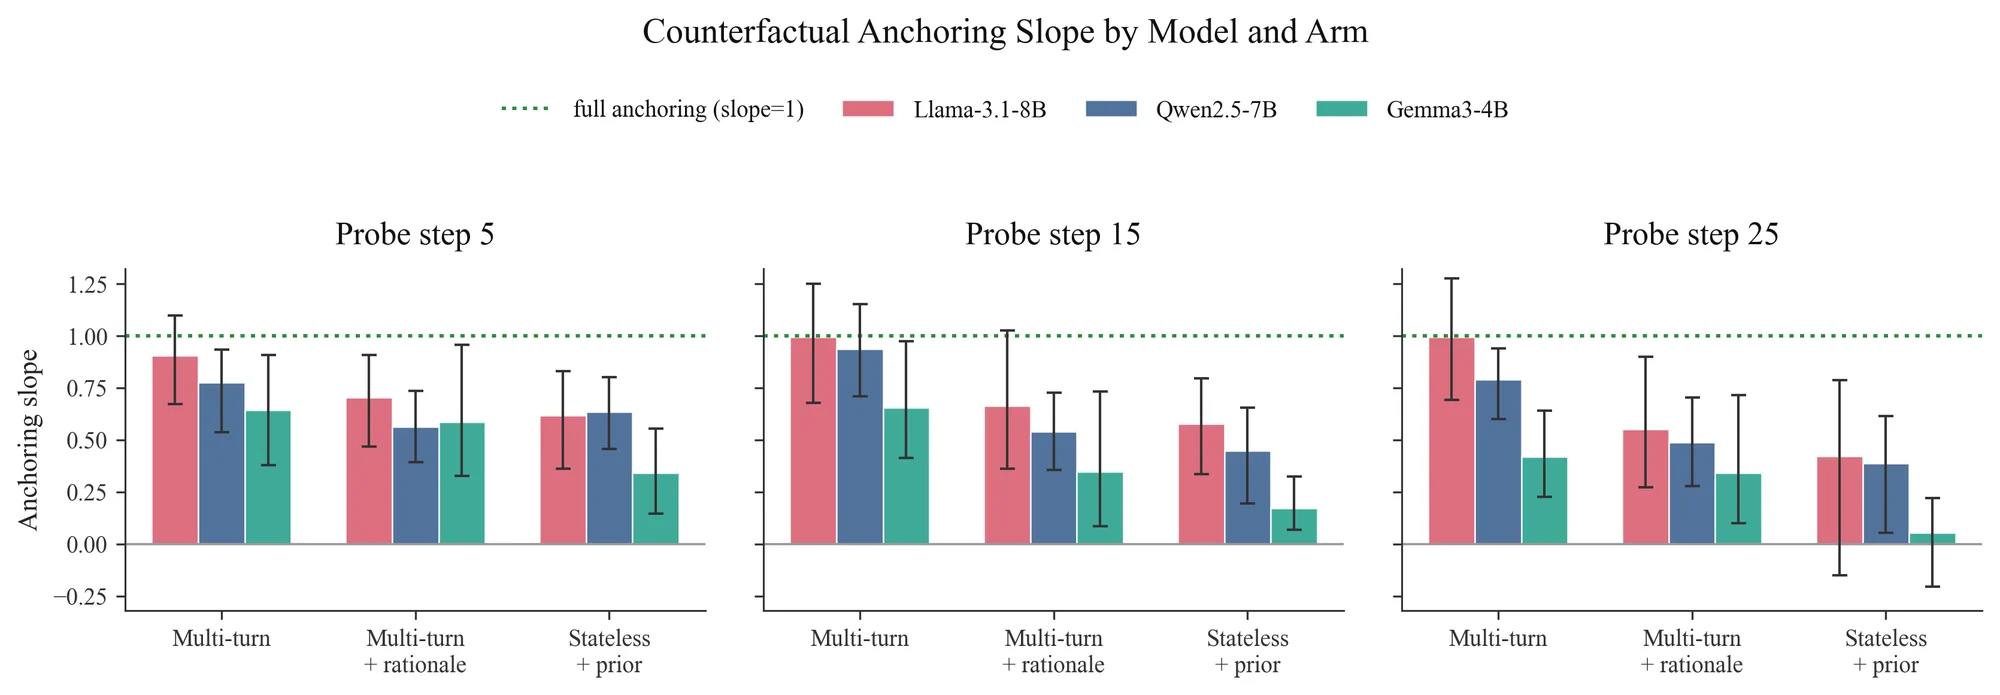 Counterfactual Anchoring Slope by Model and Arm
full anchoring (slope=1) Llama-3.1-8B Qwen2.5-7B Gemma3-4B
Probe step 5 Probe step 15 Probe step 25
Anchoring slope
1.25
1.00
0.75
0.50
0.25
0.00
−0.25
Multi-turn Multi-turn + rationale Stateless + prior
Multi-turn Multi-turn + rationale Stateless + prior
Multi-turn Multi-turn + rationale Stateless + prior